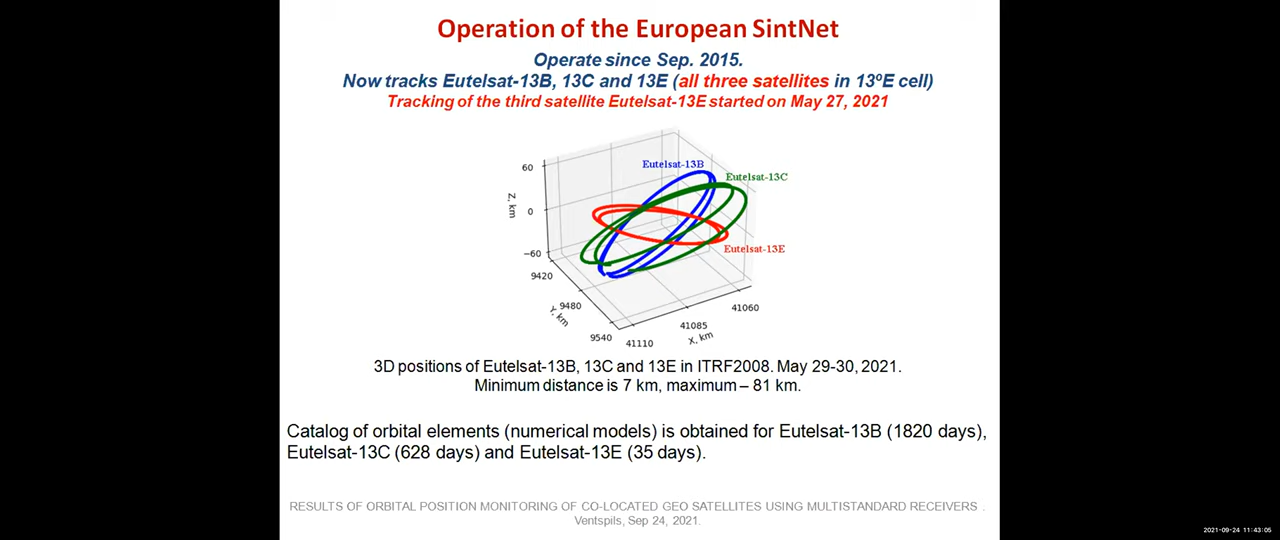 Operation of the European SintNet
Operate since Sep. 2015.
Now tracks Eutelsat-13B, 13C and 13E (all three satellites in 13ºE cell)
Tracking of the third satellite Eutelsat-13E started on May 27, 2021
Eutelsat-13B
Eutelsat-13C
Eutelsat-13E
60
0
−60
Z, km
9420
9480
9540
Y, km
41110
41085
41060
X, km
3D positions of Eutelsat-13B, 13C and 13E in ITRF2008. May 29-30, 2021.
Minimum distance is 7 km, maximum – 81 km.
Catalog of orbital elements (numerical models) is obtained for Eutelsat-13B (1820 days),
Eutelsat-13C (628 days) and Eutelsat-13E (35 days).
RESULTS OF ORBITAL POSITION MONITORING OF CO-LOCATED GEO SATELLITES USING MULTISTANDARD RECEIVERS .
Ventspils, Sep 24, 2021.
2021-09-24 11:43:05